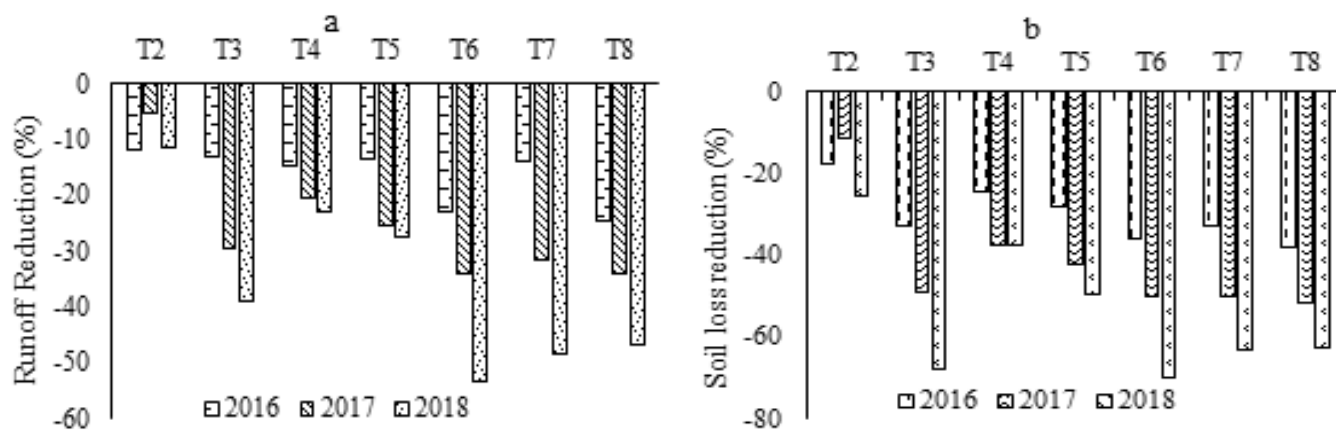 a
T2 T3 T4 T5 T6 T7 T8
0
-10
-20
-30
-40
-50
-60
Runoff Reduction (%)
2016 2017 2018
b
T2 T3 T4 T5 T6 T7 T8
0
-20
-40
-60
-80
Soil loss reduction (%)
2016 2017 2018